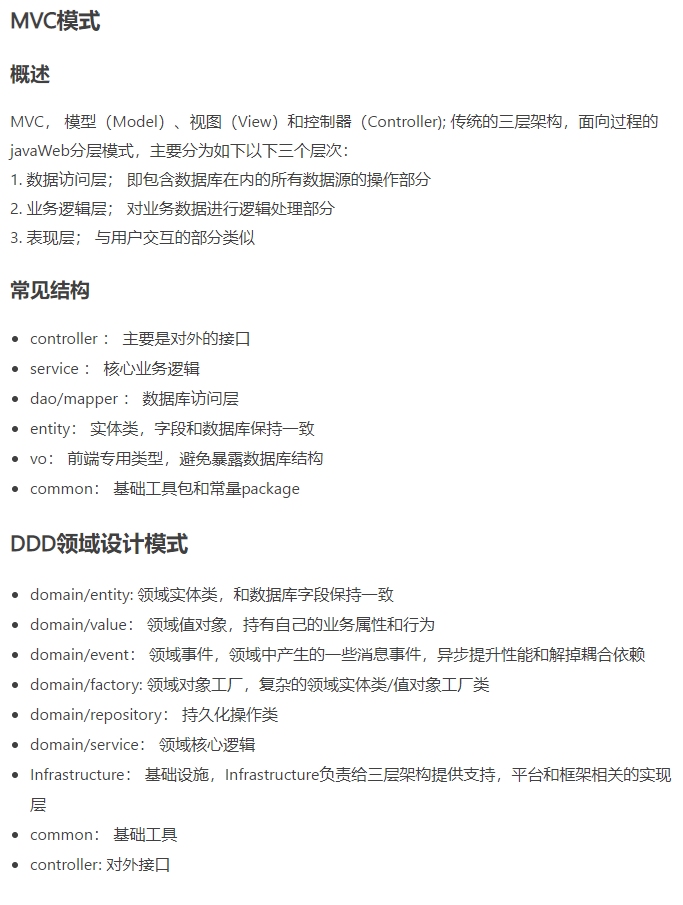 MVC模式
概述
MVC， 模型（Model）、视图（View）和控制器（Controller); 传统的三层架构，面向过程的
javaWeb分层模式，主要分为如下以下三个层次：
1. 数据访问层； 即包含数据库在内的所有数据源的操作部分
2. 业务逻辑层； 对业务数据进行逻辑处理部分
3. 表现层； 与用户交互的部分类似
常见结构
• controller ： 主要是对外的接口
• service ： 核心业务逻辑
• dao/mapper ： 数据库访问层
• entity： 实体类，字段和数据库保持一致
• vo： 前端专用类型，避免暴露数据库结构
• common： 基础工具包和常量package
DDD领域设计模式
• domain/entity: 领域实体类，和数据库字段保持一致
• domain/value： 领域值对象，持有自己的业务属性和行为
• domain/event： 领域事件，领域中产生的一些消息事件，异步提升性能和解掉耦合依赖
• domain/factory: 领域对象工厂，复杂的领域实体类/值对象工厂类
• domain/repository： 持久化操作类
• domain/service： 领域核心逻辑
• Infrastructure： 基础设施，Infrastructure负责给三层架构提供支持，平台和框架相关的实现
层
• common： 基础工具
• controller: 对外接口